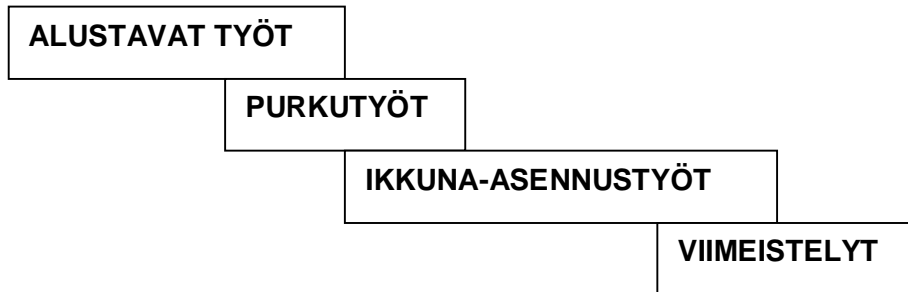 ALUSTAVAT TYÖT
PURKUTYÖT
IKKUNA-ASENNUSTYÖT
VIIMEISTELYT